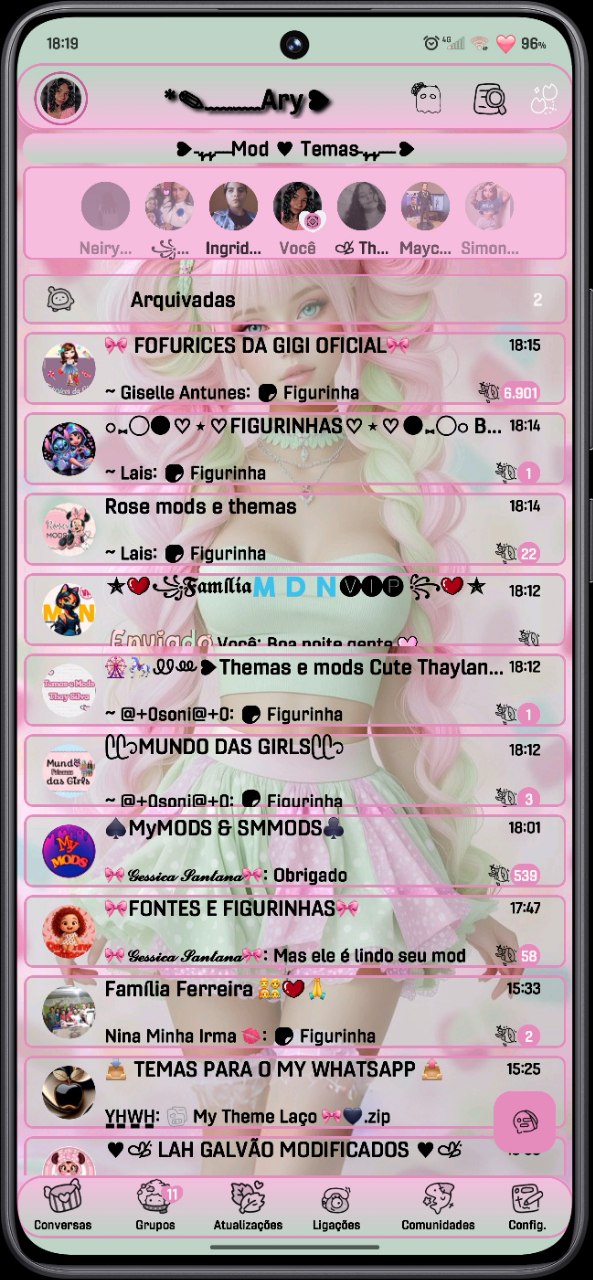 18:19
4G
96%
Ary
Mod ♥ Temas
Neiry...
...
Ingrid...
Você
Th...
Mayc...
Simon...
Arquivadas
2
🎀 FOFURICES DA GIGI OFICIAL🎀
18:15
~ Giselle Antunes: Figurinha
6.901
♡⋆♡FIGURINHAS♡⋆♡ B...
18:14
~ Lais: Figurinha
1
Rose mods e themas
18:14
~ Lais: Figurinha
22
★❤️꧁𝕱𝖆𝖒í𝖑𝖎𝖆M D N🅥🅘🅟꧂❤️★
18:12
Enviado Você: Boa noite gente🩷
🎡🎠❥Themas e mods Cute Thaylan...
18:12
~ @+0soni@+0: Figurinha
1
MUNDO DAS GIRLS
18:12
~ @+0soni@+0: Figurinha
3
♠️MyMODS & SMMODS♣️
18:01
🎀𝒢𝑒𝓈𝓈𝒾𝒸𝒶 𝒮𝒶𝓃𝓉𝒶𝓃𝒶🎀: Obrigado
539
🎀FONTES E FIGURINHAS🎀
17:47
🎀𝒢𝑒𝓈𝓈𝒾𝒸𝒶 𝒮𝒶𝓃𝓉𝒶𝓃𝒶🎀: Mas ele é lindo seu mod
58
Família Ferreira ❤️🙏
15:33
Nina Minha Irma 💋: Figurinha
2
📥 TEMAS PARA O MY WHATSAPP 📤
15:25
YHWH: My Theme Laço 🎀🖤.zip
♥ LAH GALVÃO MODIFICADOS ♥
Conversas
Grupos
11
Atualizações
Ligações
Comunidades
Config.